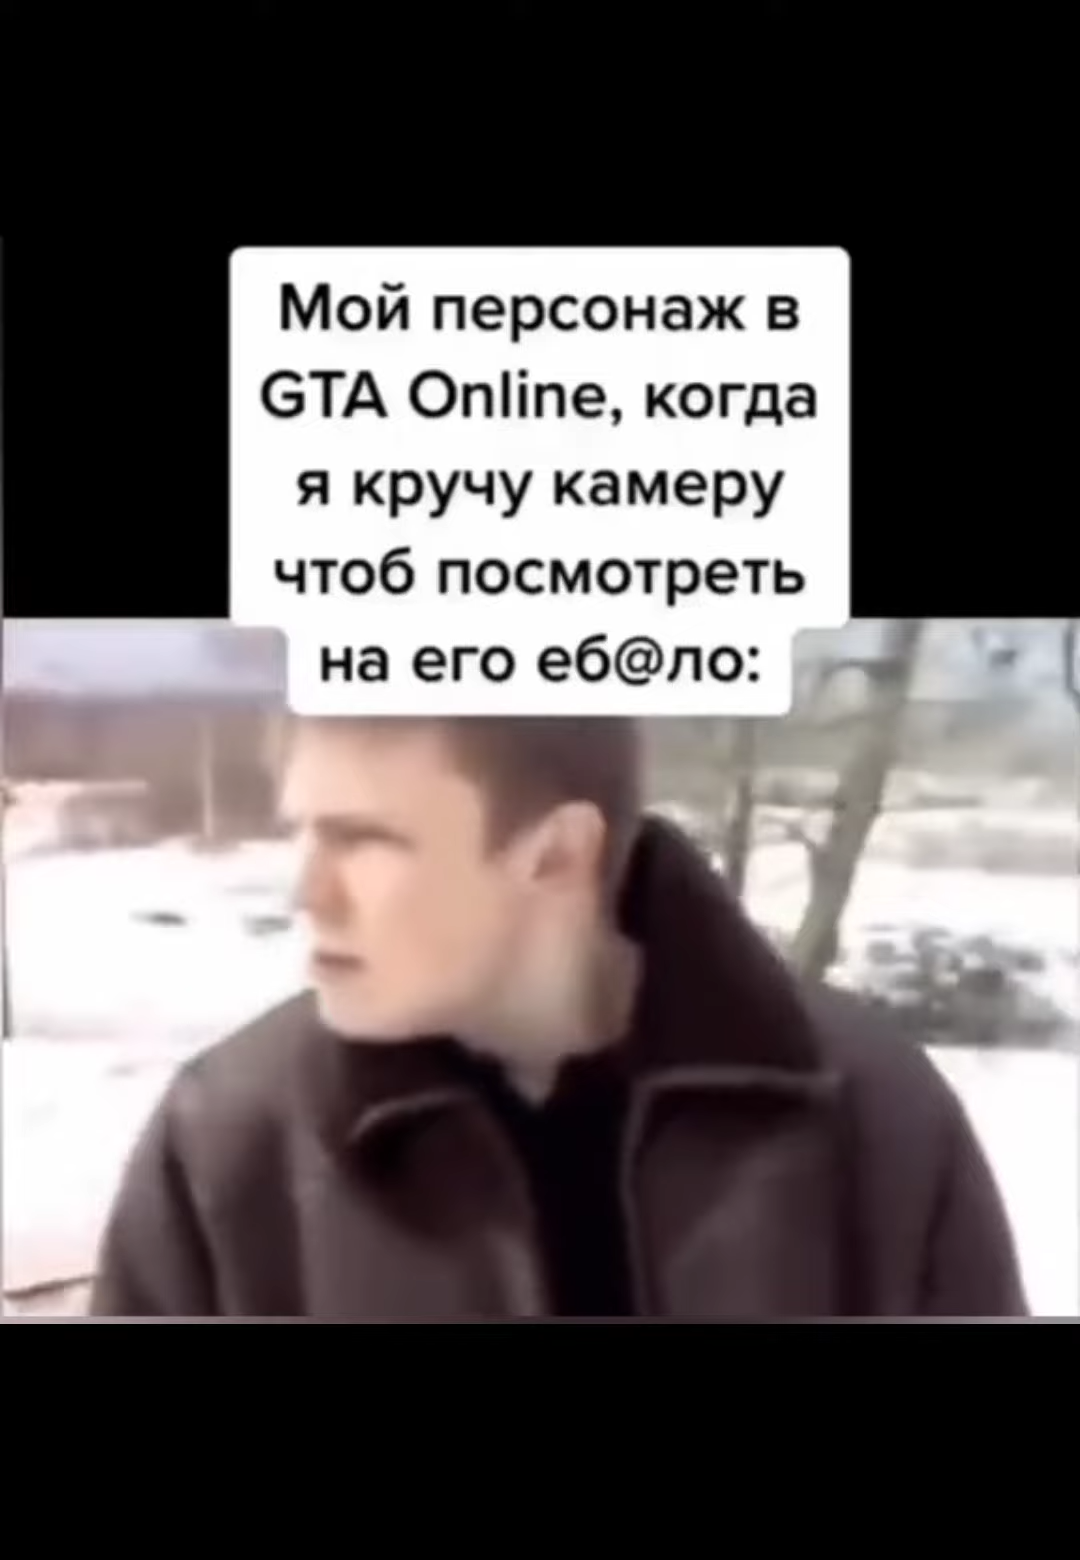 Мой персонаж в
GTA Online, когда
я кручу камеру
чтоб посмотреть
на его еб@ло: